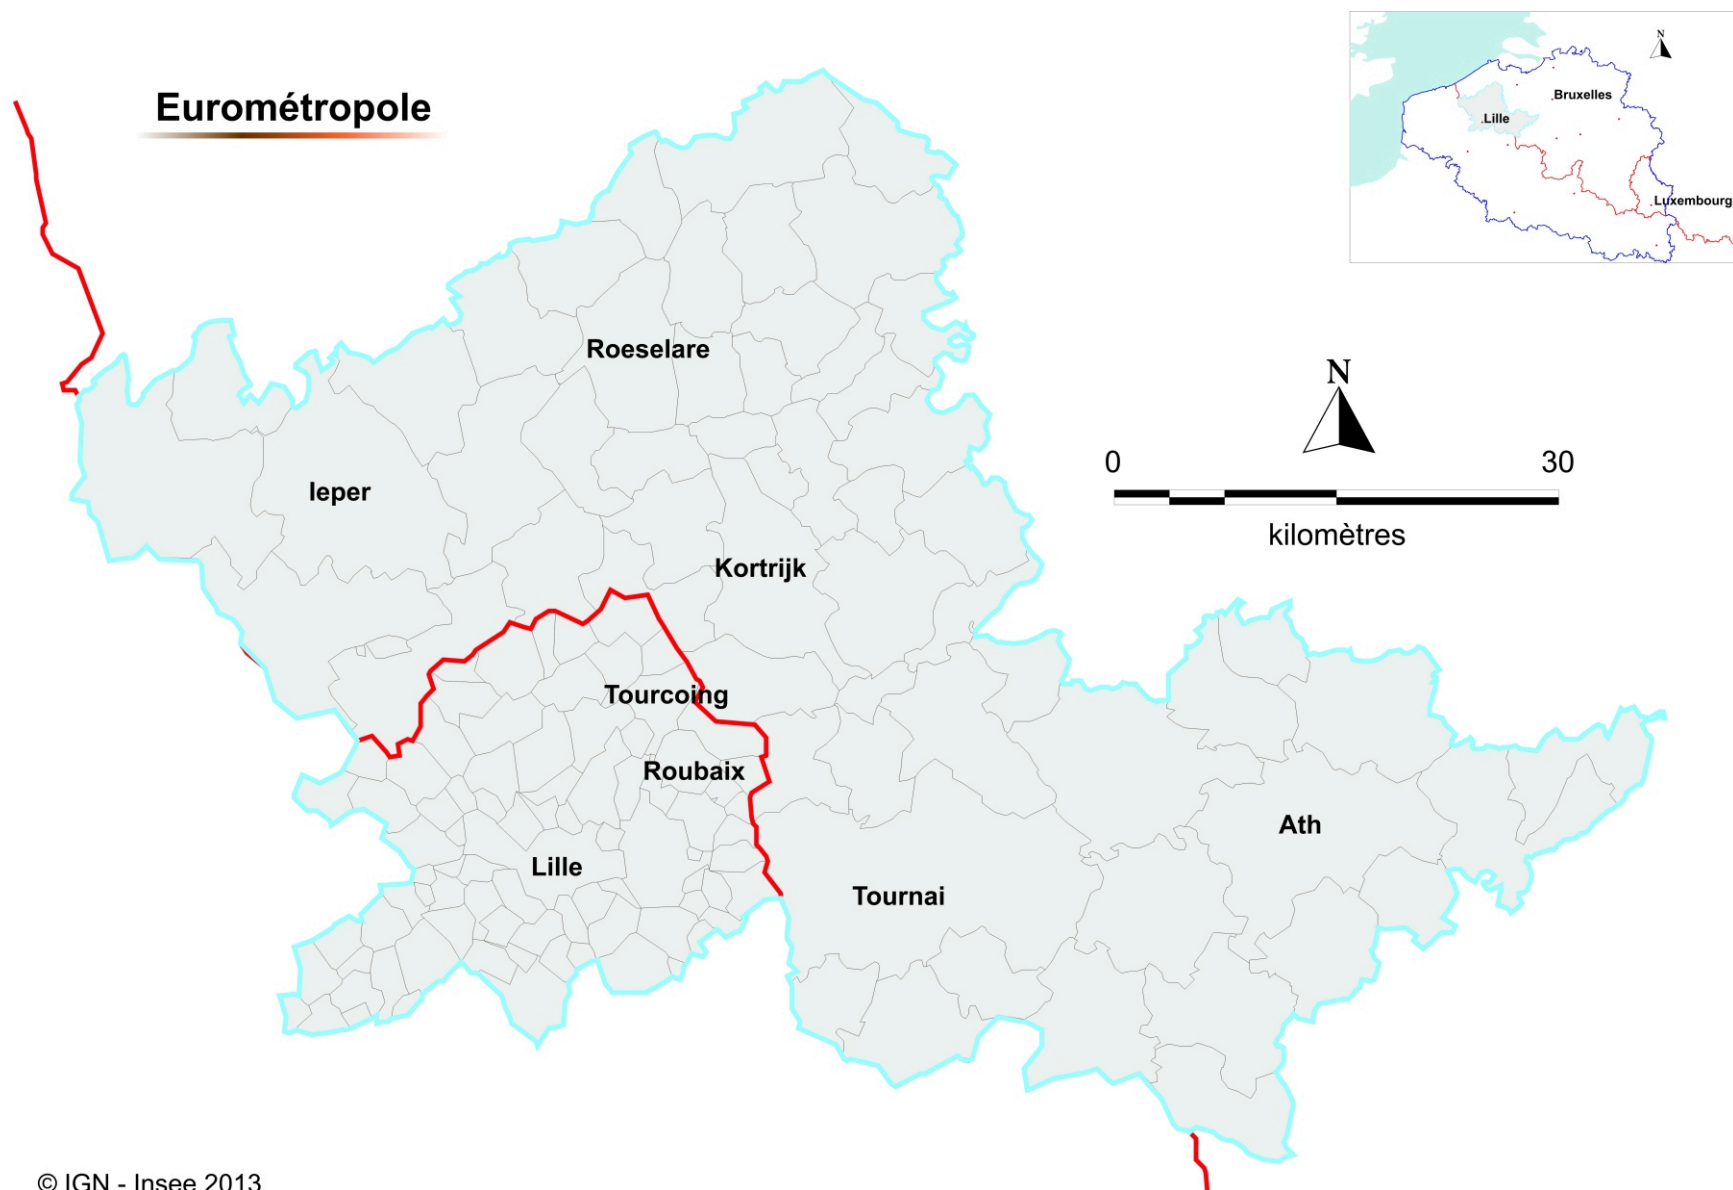 Eurométropole
N
Bruxelles
Lille
Luxembourg
Roeselare
N
0 30
kilomètres
Ieper
Kortrijk
Tourcoing
Roubaix
Ath
Lille
Tournai
© IGN - Insee 2013